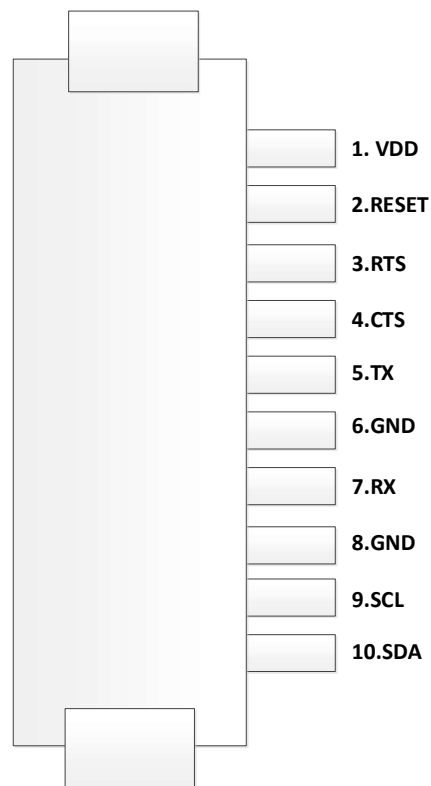 1. VDD
2.RESET
3.RTS
4.CTS
5.TX
6.GND
7.RX
8.GND
9.SCL
10.SDA